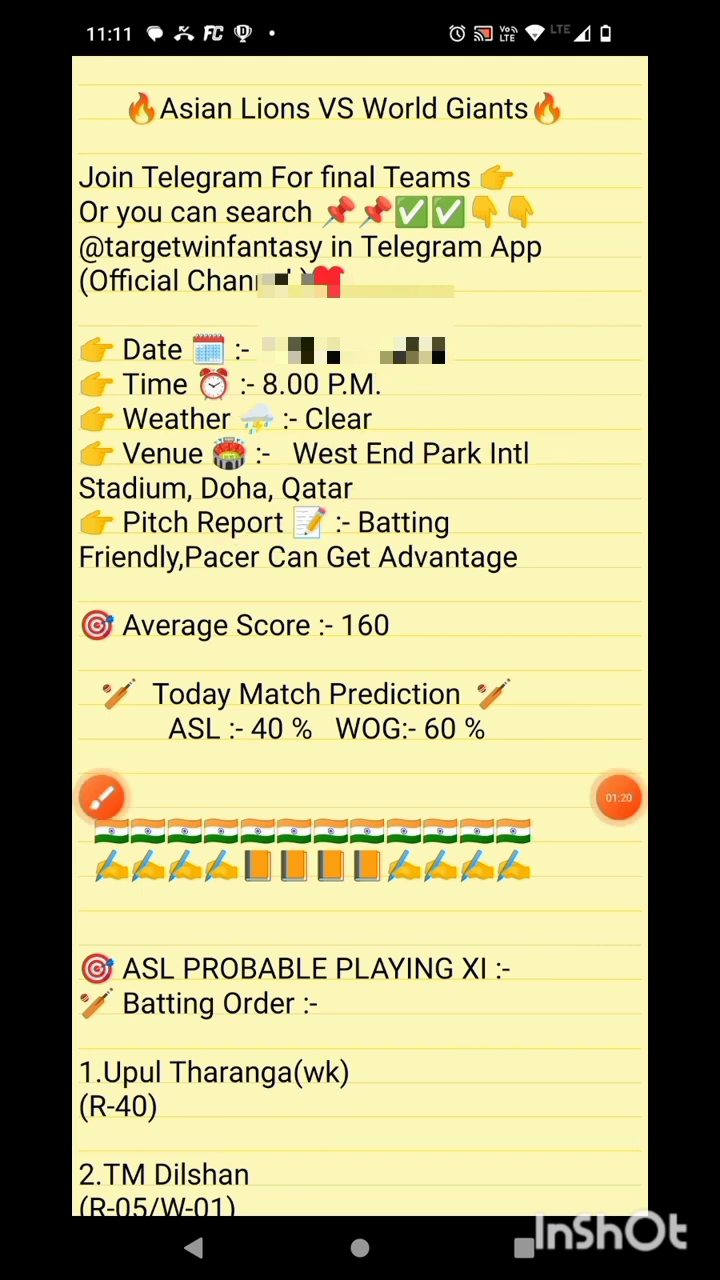 11:11 FC VoLTE LTE
🔥Asian Lions VS World Giants🔥
Join Telegram For final Teams 👉
Or you can search 📌📌✅✅👇👇
@targetwinfantasy in Telegram App
(Official
👉 Date 📅 :-
👉 Time ⏰ :- 8.00 P.M.
👉 Weather ⛈️ :- Clear
👉 Venue 🏟️ :- West End Park Intl
Stadium, Doha, Qatar
👉 Pitch Report 📝 :- Batting
Friendly,Pacer Can Get Advantage
🎯 Average Score :- 160
🏏 Today Match Prediction 🏏
ASL :- 40 % WOG:- 60 %
01:20
🇮🇳🇮🇳🇮🇳🇮🇳🇮🇳🇮🇳🇮🇳🇮🇳🇮🇳🇮🇳🇮🇳🇮🇳
✍️✍️✍️✍️📙📙📙📙✍️✍️✍️✍️
🎯 ASL PROBABLE PLAYING XI :-
🏏 Batting Order :-
1.Upul Tharanga(wk)
(R-40)
2.TM Dilshan
(R-05/W-01)
InShOt